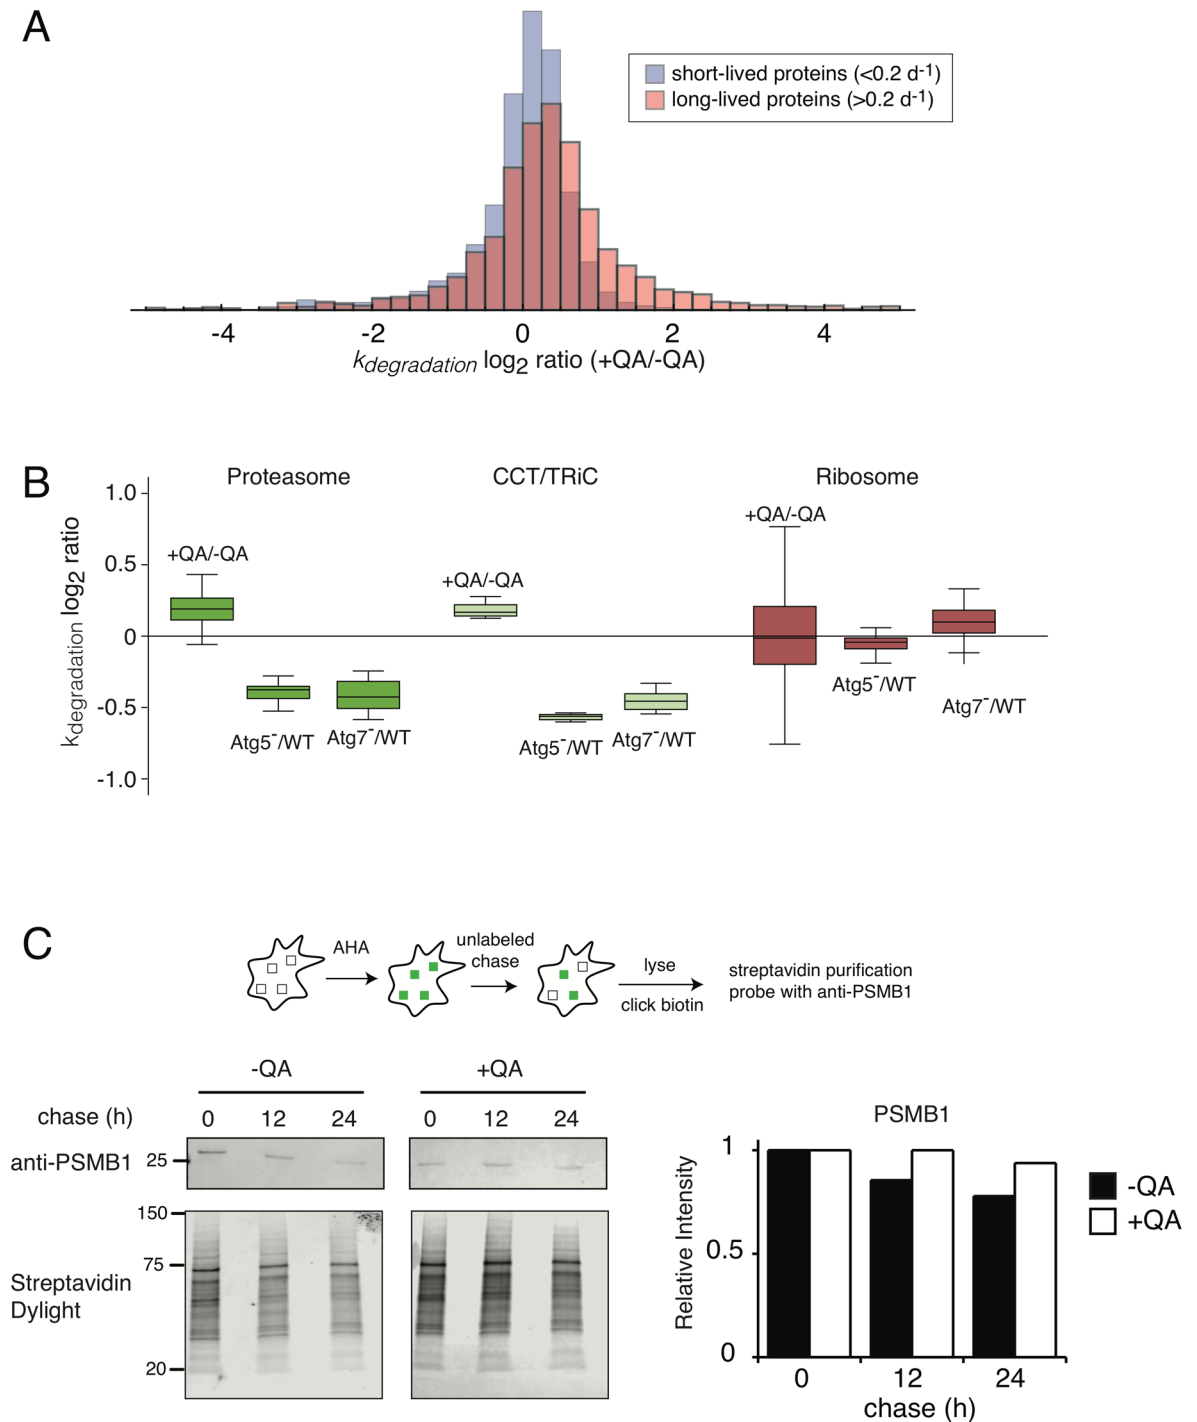 A
short-lived proteins (<0.2 d-1)
long-lived proteins (>0.2 d-1)
-4 -2 0 2 4
kdegradation log2 ratio (+QA/-QA)
B
Proteasome CCT/TRiC Ribosome
kdegradation log2 ratio
1.0
0.5
0
-0.5
-1.0
+QA/-QA
Atg5-/WT
Atg7-/WT
+QA/-QA
Atg5-/WT
Atg7-/WT
+QA/-QA
Atg5-/WT
Atg7-/WT
C
AHA
unlabeled
chase
lyse
click biotin
streptavidin purification
probe with anti-PSMB1
-QA +QA
chase (h) 0 12 24 0 12 24
anti-PSMB1 25
150
75
Streptavidin
Dylight
20
PSMB1
Relative Intensity
1
0.5
0
0 12 24
chase (h)
-QA
+QA